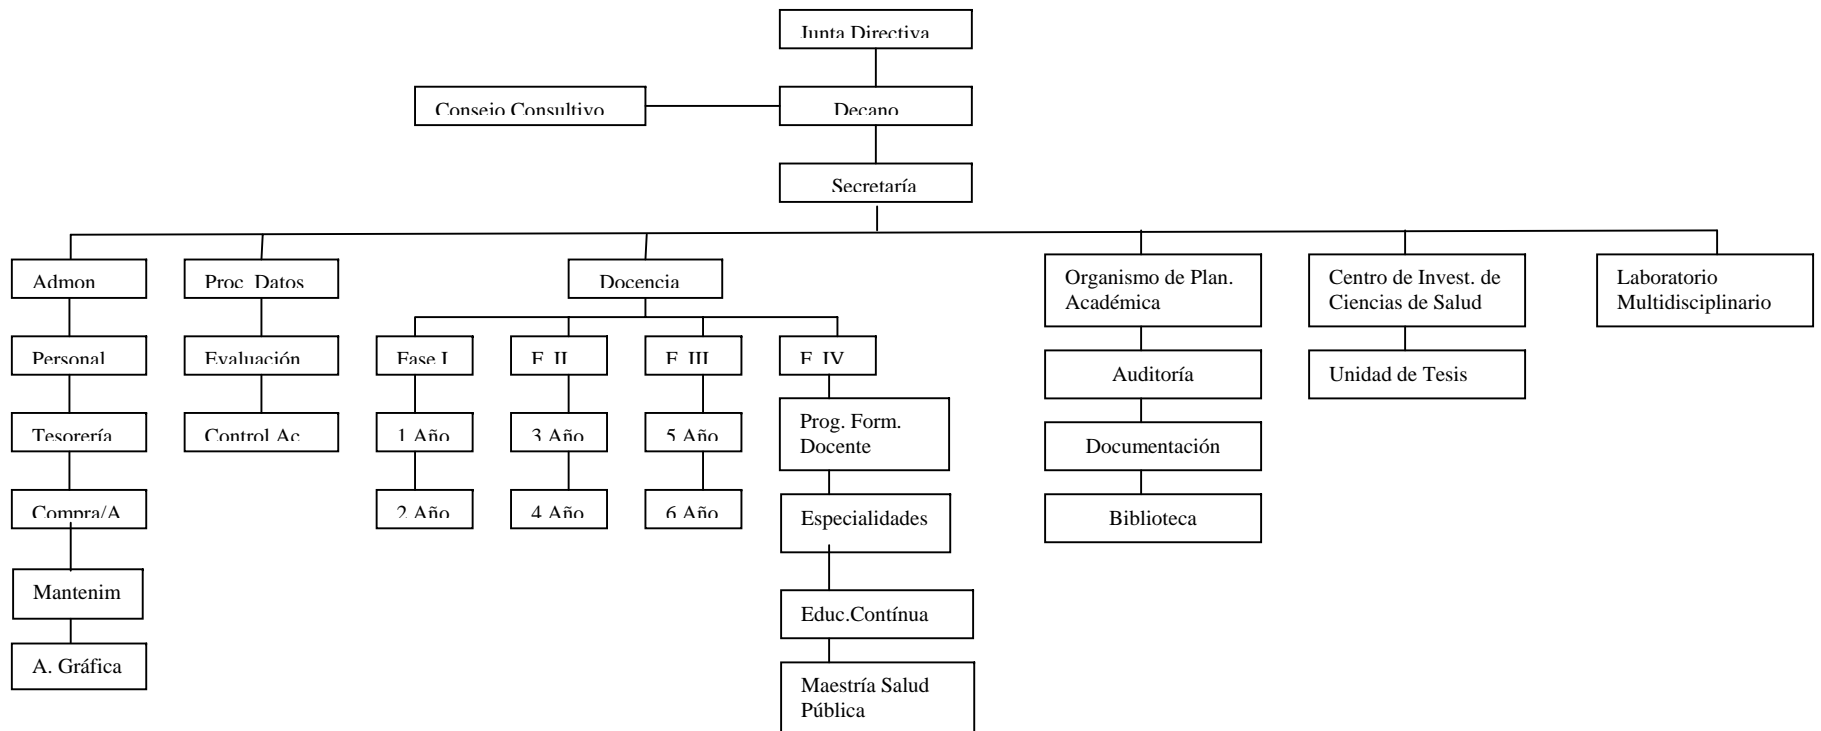 Junta Directiva
Consejo Consultivo
Decano
Secretaría
Admon
Proc. Datos
Docencia
Organismo de Plan.
Académica
Centro de Invest. de
Ciencias de Salud
Laboratorio
Multidisciplinario
Personal
Evaluación
Fase I
F. II
F. III
F. IV
Auditoría
Unidad de Tesis
Tesorería
Control Ac
1 Año
3 Año
5 Año
Prog. Form.
Docente
Documentación
Compra/A
2 Año
4 Año
6 Año
Especialidades
Biblioteca
Mantenim
Educ.Contínua
A. Gráfica
Maestría Salud
Pública